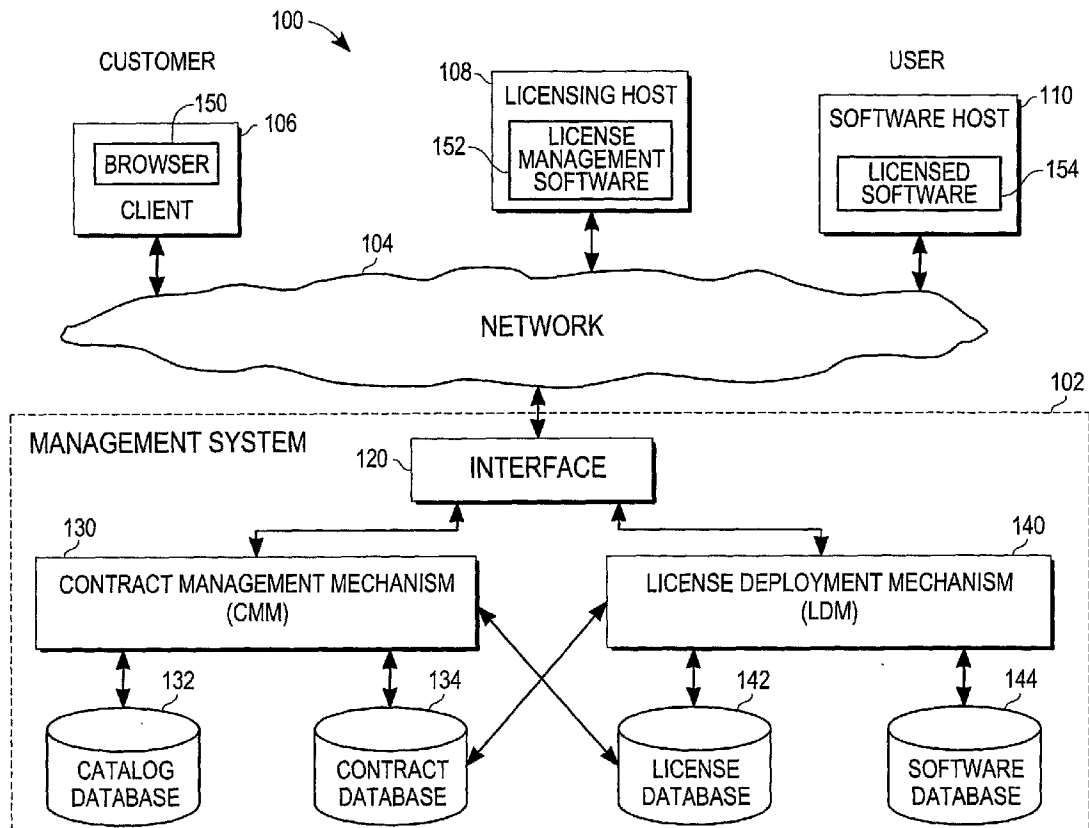 100
CUSTOMER
150
106
BROWSER
CLIENT
108
LICENSING HOST
152
LICENSE
MANAGEMENT
SOFTWARE
USER
110
SOFTWARE HOST
LICENSED
SOFTWARE
154
104
NETWORK
102
MANAGEMENT SYSTEM
120
INTERFACE
130
CONTRACT MANAGEMENT MECHANISM
(CMM)
140
LICENSE DEPLOYMENT MECHANISM
(LDM)
132
CATALOG
DATABASE
134
CONTRACT
DATABASE
142
LICENSE
DATABASE
144
SOFTWARE
DATABASE